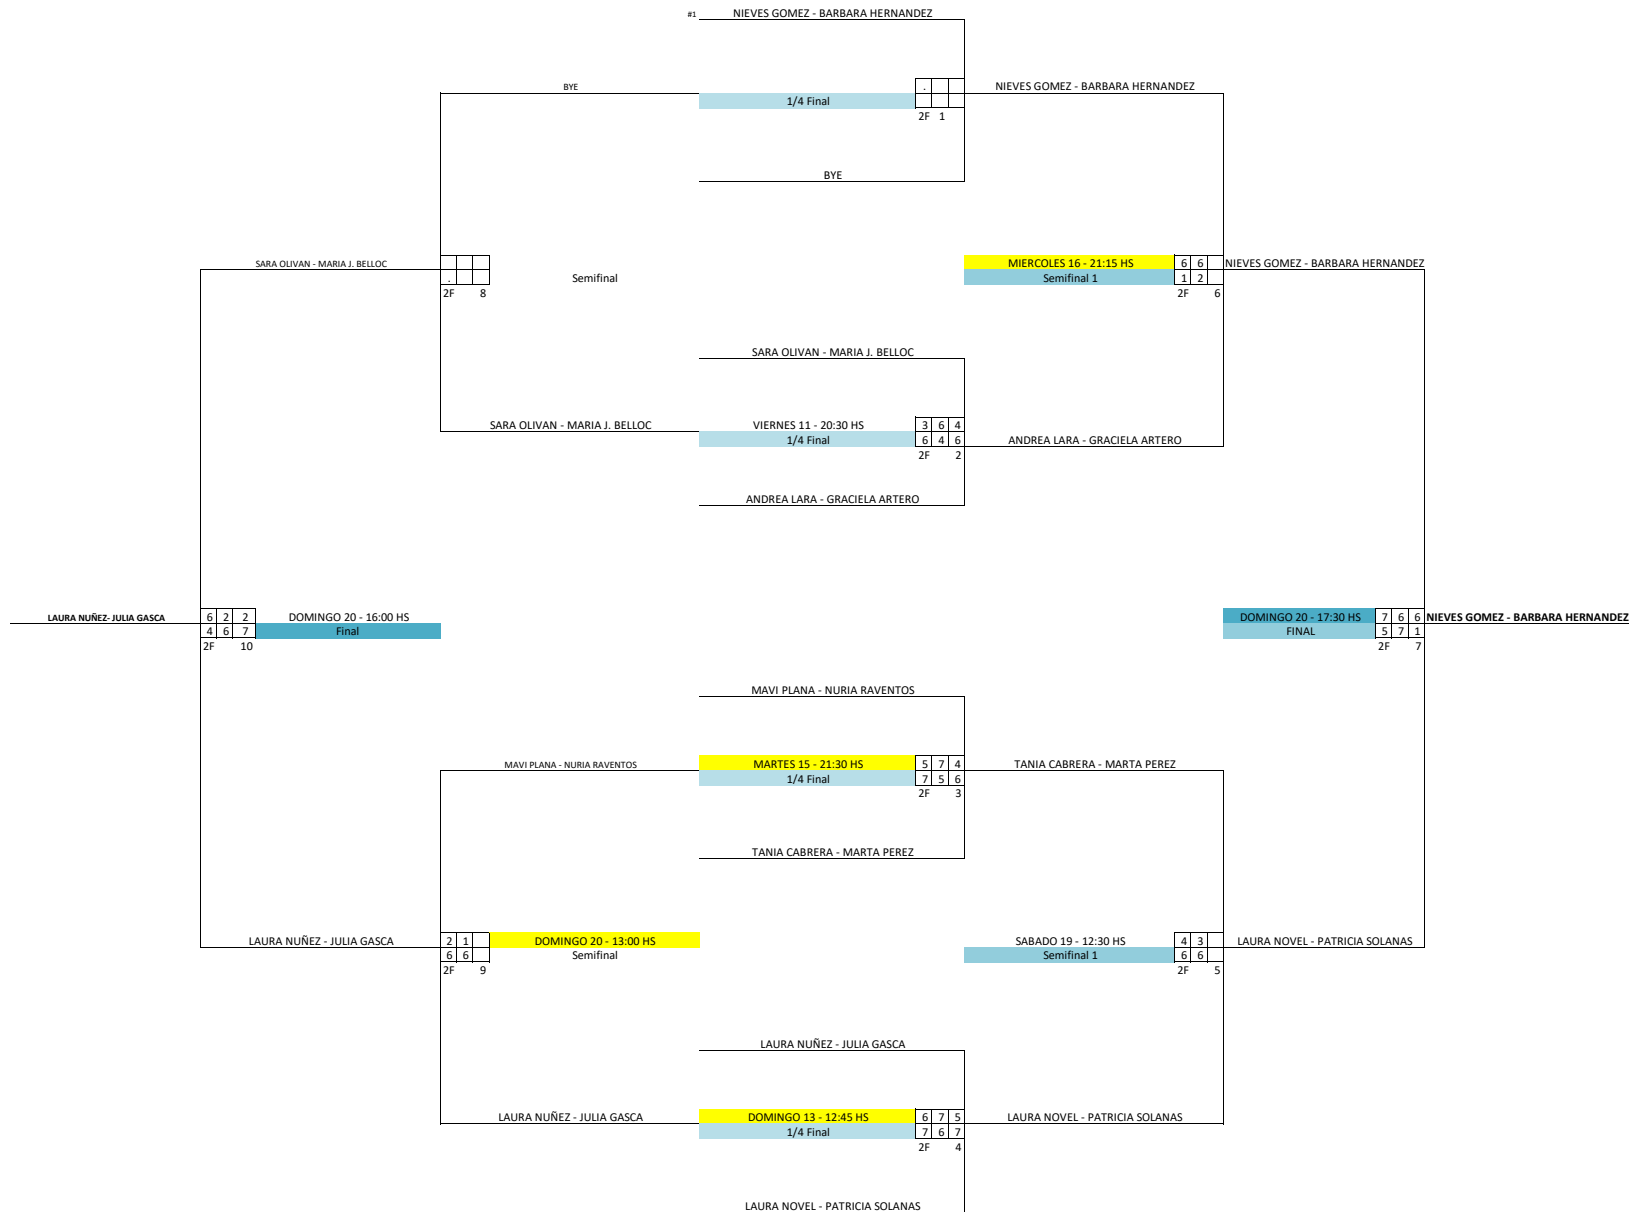 #1 NIEVES GOMEZ - BARBARA HERNANDEZ
BYE . NIEVES GOMEZ - BARBARA HERNANDEZ
1/4 Final
2F 1
BYE
SARA OLIVAN - MARIA J. BELLOC MIERCOLES 16 - 21:15 HS 6 6 NIEVES GOMEZ - BARBARA HERNANDEZ
. Semifinal Semifinal 1 1 2
2F 8 2F 6
SARA OLIVAN - MARIA J. BELLOC
SARA OLIVAN - MARIA J. BELLOC VIERNES 11 - 20:30 HS 3 6 4
1/4 Final 6 4 6 ANDREA LARA - GRACIELA ARTERO
2F 2
ANDREA LARA - GRACIELA ARTERO
LAURA NUÑEZ- JULIA GASCA 6 2 2 DOMINGO 20 - 16:00 HS DOMINGO 20 - 17:30 HS 7 6 6 NIEVES GOMEZ - BARBARA HERNANDEZ
4 6 7 Final FINAL 5 7 1
2F 10 2F 7
MAVI PLANA - NURIA RAVENTOS
MAVI PLANA - NURIA RAVENTOS MARTES 15 - 21:30 HS 5 7 4 TANIA CABRERA - MARTA PEREZ
1/4 Final 7 5 6
2F 3
TANIA CABRERA - MARTA PEREZ
LAURA NUÑEZ - JULIA GASCA 2 1 DOMINGO 20 - 13:00 HS SABADO 19 - 12:30 HS 4 3 LAURA NOVEL - PATRICIA SOLANAS
6 6 Semifinal Semifinal 1 6 6
2F 9 2F 5
LAURA NUÑEZ - JULIA GASCA
LAURA NUÑEZ - JULIA GASCA DOMINGO 13 - 12:45 HS 6 7 5 LAURA NOVEL - PATRICIA SOLANAS
1/4 Final 7 6 7
2F 4
LAURA NOVEL - PATRICIA SOLANAS